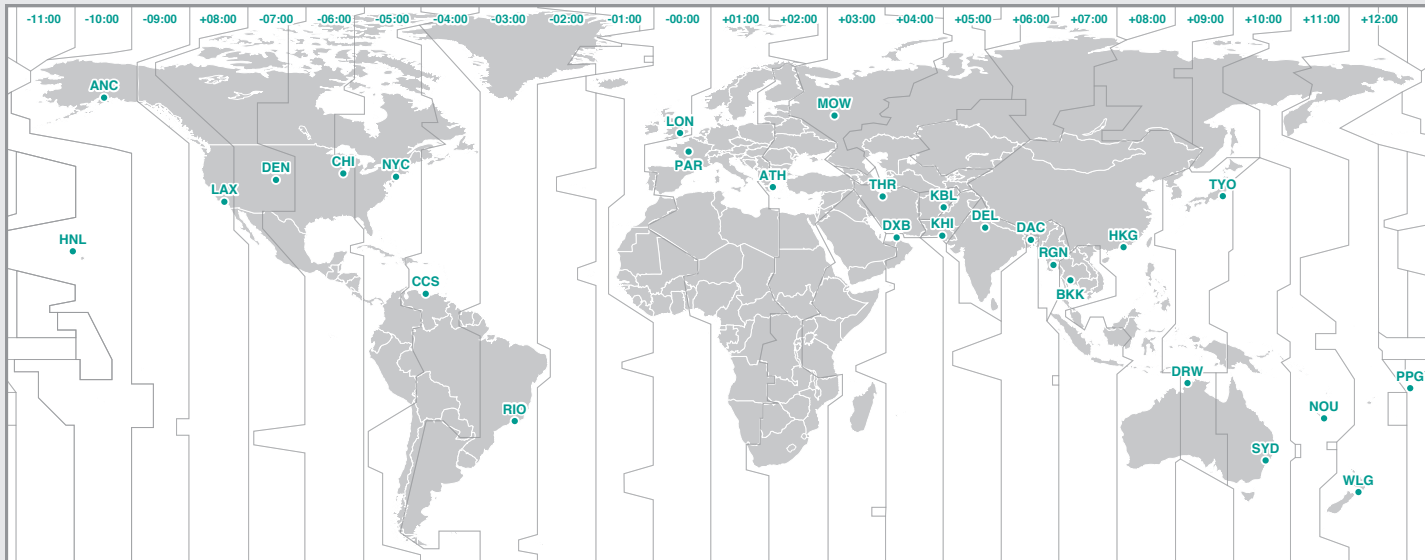 -11:00 -10:00 -09:00 +08:00 -07:00 -06:00 -05:00 -04:00 -03:00 -02:00 -01:00 -00:00 +01:00 +02:00 +03:00 +04:00 +05:00 +06:00 +07:00 +08:00 +09:00 +10:00 +11:00 +12:00
ANC
MOW
LON
PAR
CHI
NYC
DEN
ATH
LAX
THR
TYO
KBL
DEL
KHI
DXB
DAC
HKG
HNL
RGN
CCS
BKK
DRW
PPG
RIO
NOU
SYD
WLG